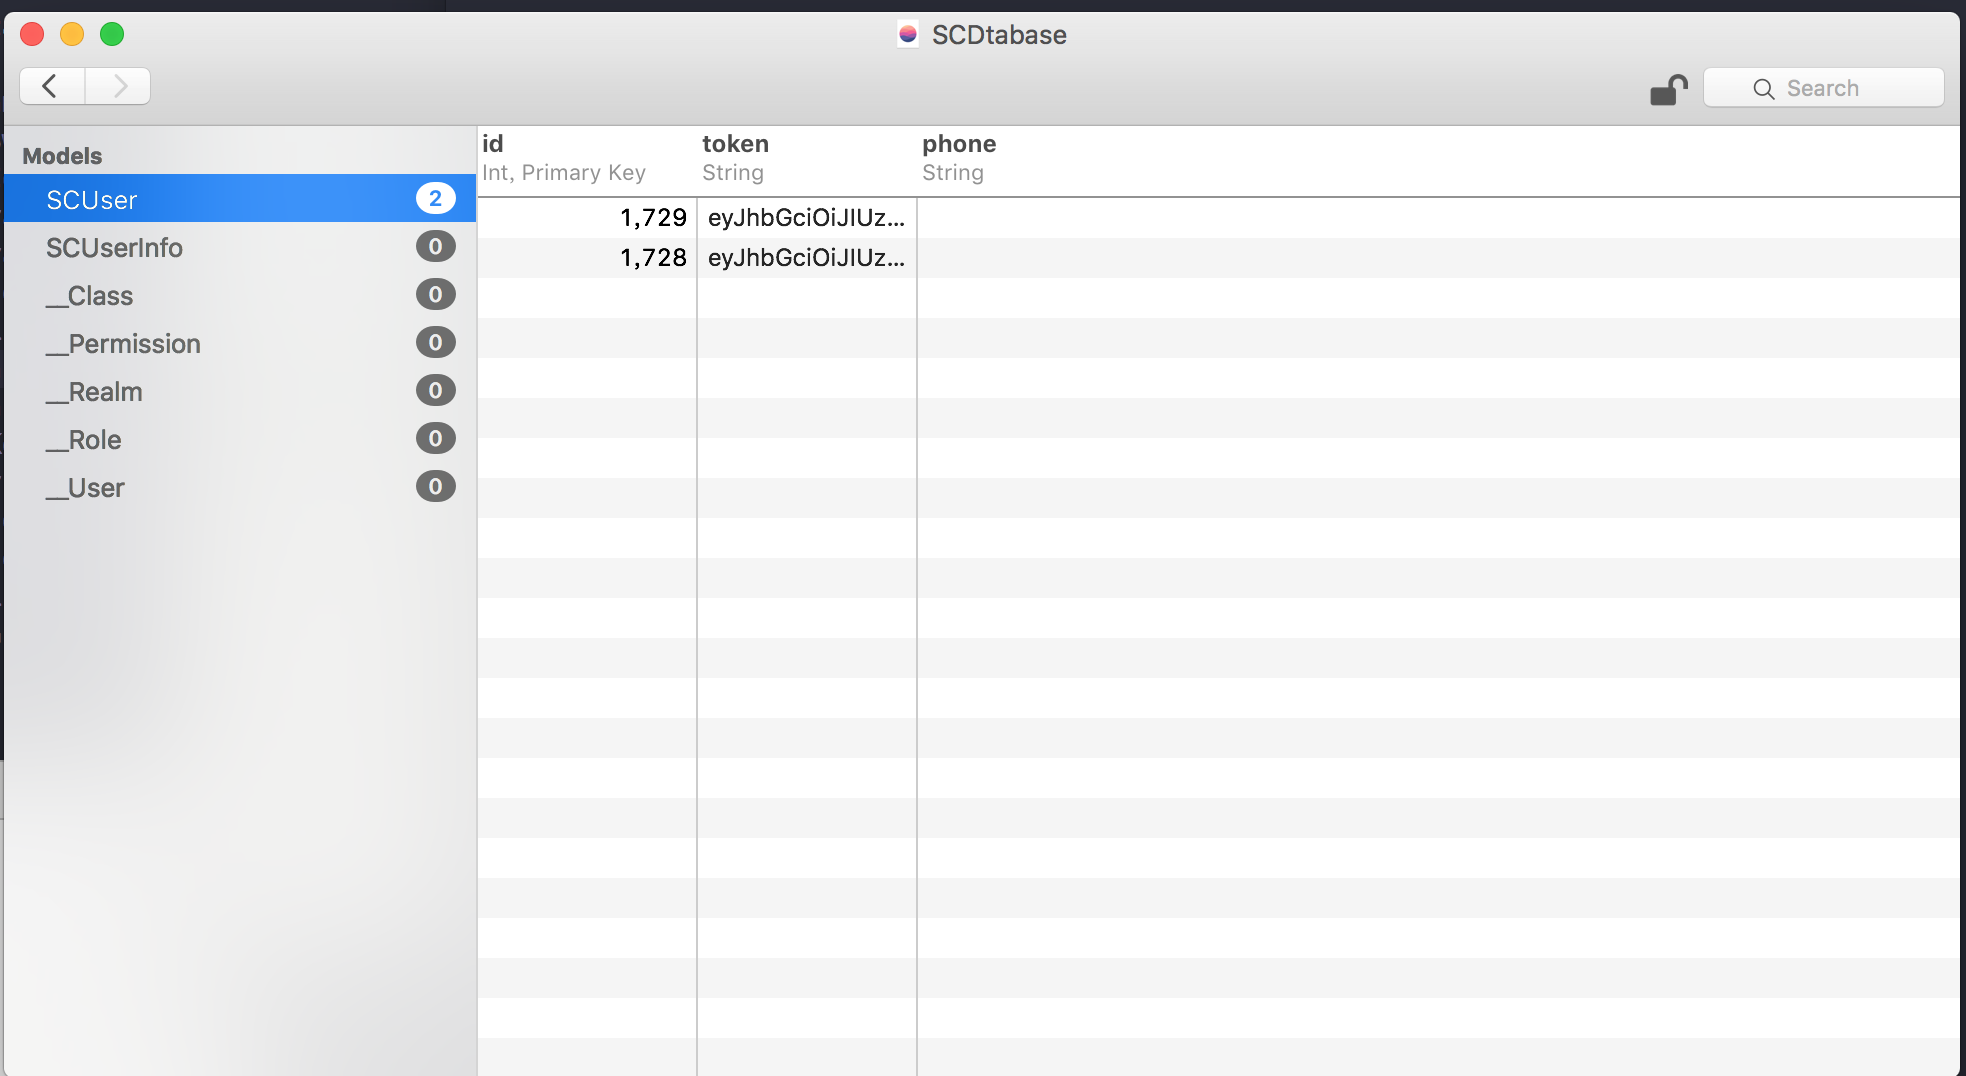 SCDtabase
Search
Models
SCUser 2
SCUserInfo 0
__Class 0
__Permission 0
__Realm 0
__Role 0
__User 0
id token phone
Int, Primary Key String String
1,729 eyJhbGciOiJIUz...
1,728 eyJhbGciOiJIUz...